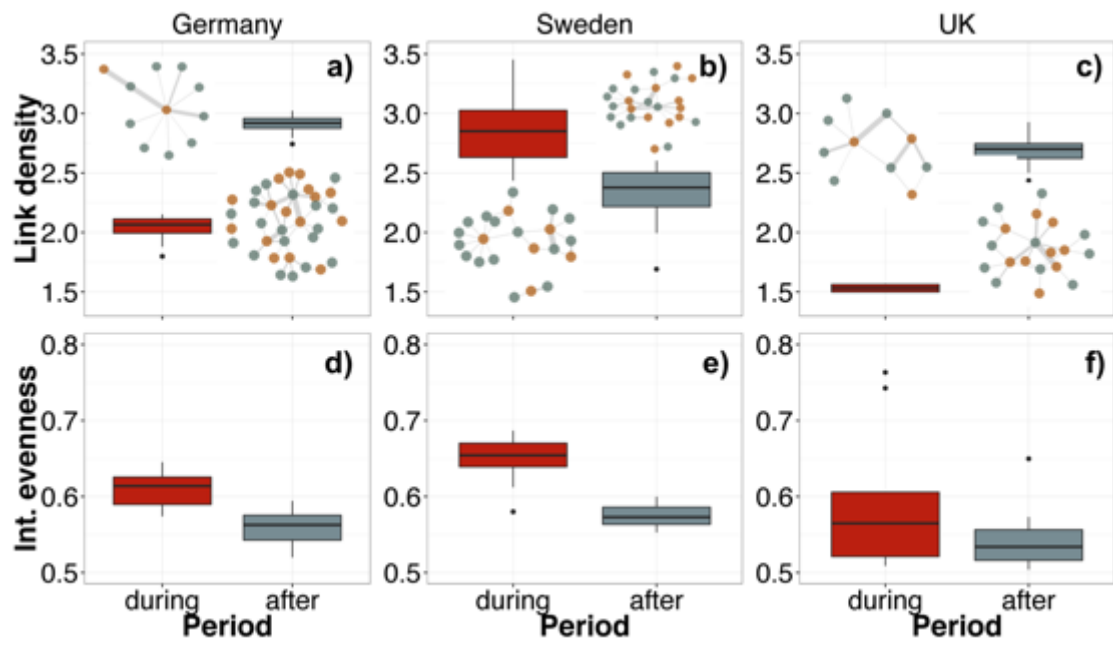 Germany Sweden UK
Link density
3.5 a) 3.5 b) 3.5 c)
3.0 3.0 3.0
2.5 2.5 2.5
2.0 2.0 2.0
1.5 1.5 1.5
Int. evenness
0.8 d) 0.8 e) 0.8 f)
0.7 0.7 0.7
0.6 0.6 0.6
0.5 0.5 0.5
during after during after during after
Period Period Period